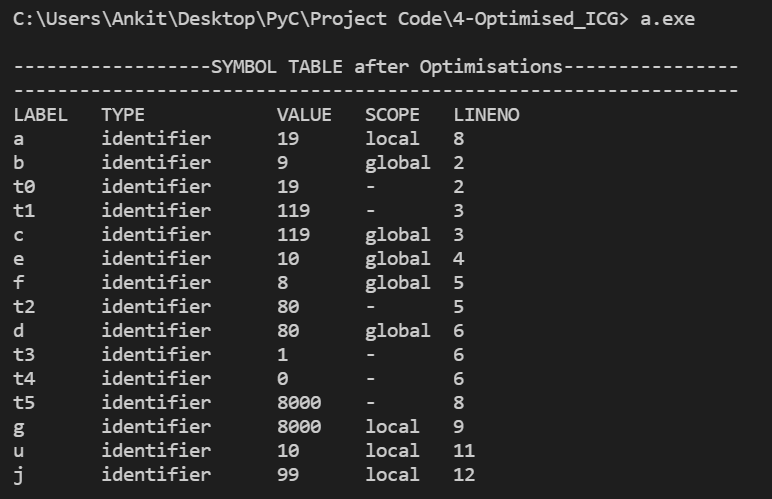 C:\Users\Ankit\Desktop\PyC\Project Code\4-Optimised_ICG> a.exe
------------------SYMBOL TABLE after Optimisations----------------
------------------------------------------------------------------
LABEL   TYPE            VALUE   SCOPE   LINENO
a       identifier      19      local   8
b       identifier      9       global  2
t0      identifier      19      -       2
t1      identifier      119     -       3
c       identifier      119     global  3
e       identifier      10      global  4
f       identifier      8       global  5
t2      identifier      80      -       5
d       identifier      80      global  6
t3      identifier      1       -       6
t4      identifier      0       -       6
t5      identifier      8000    -       8
g       identifier      8000    local   9
u       identifier      10      local   11
j       identifier      99      local   12